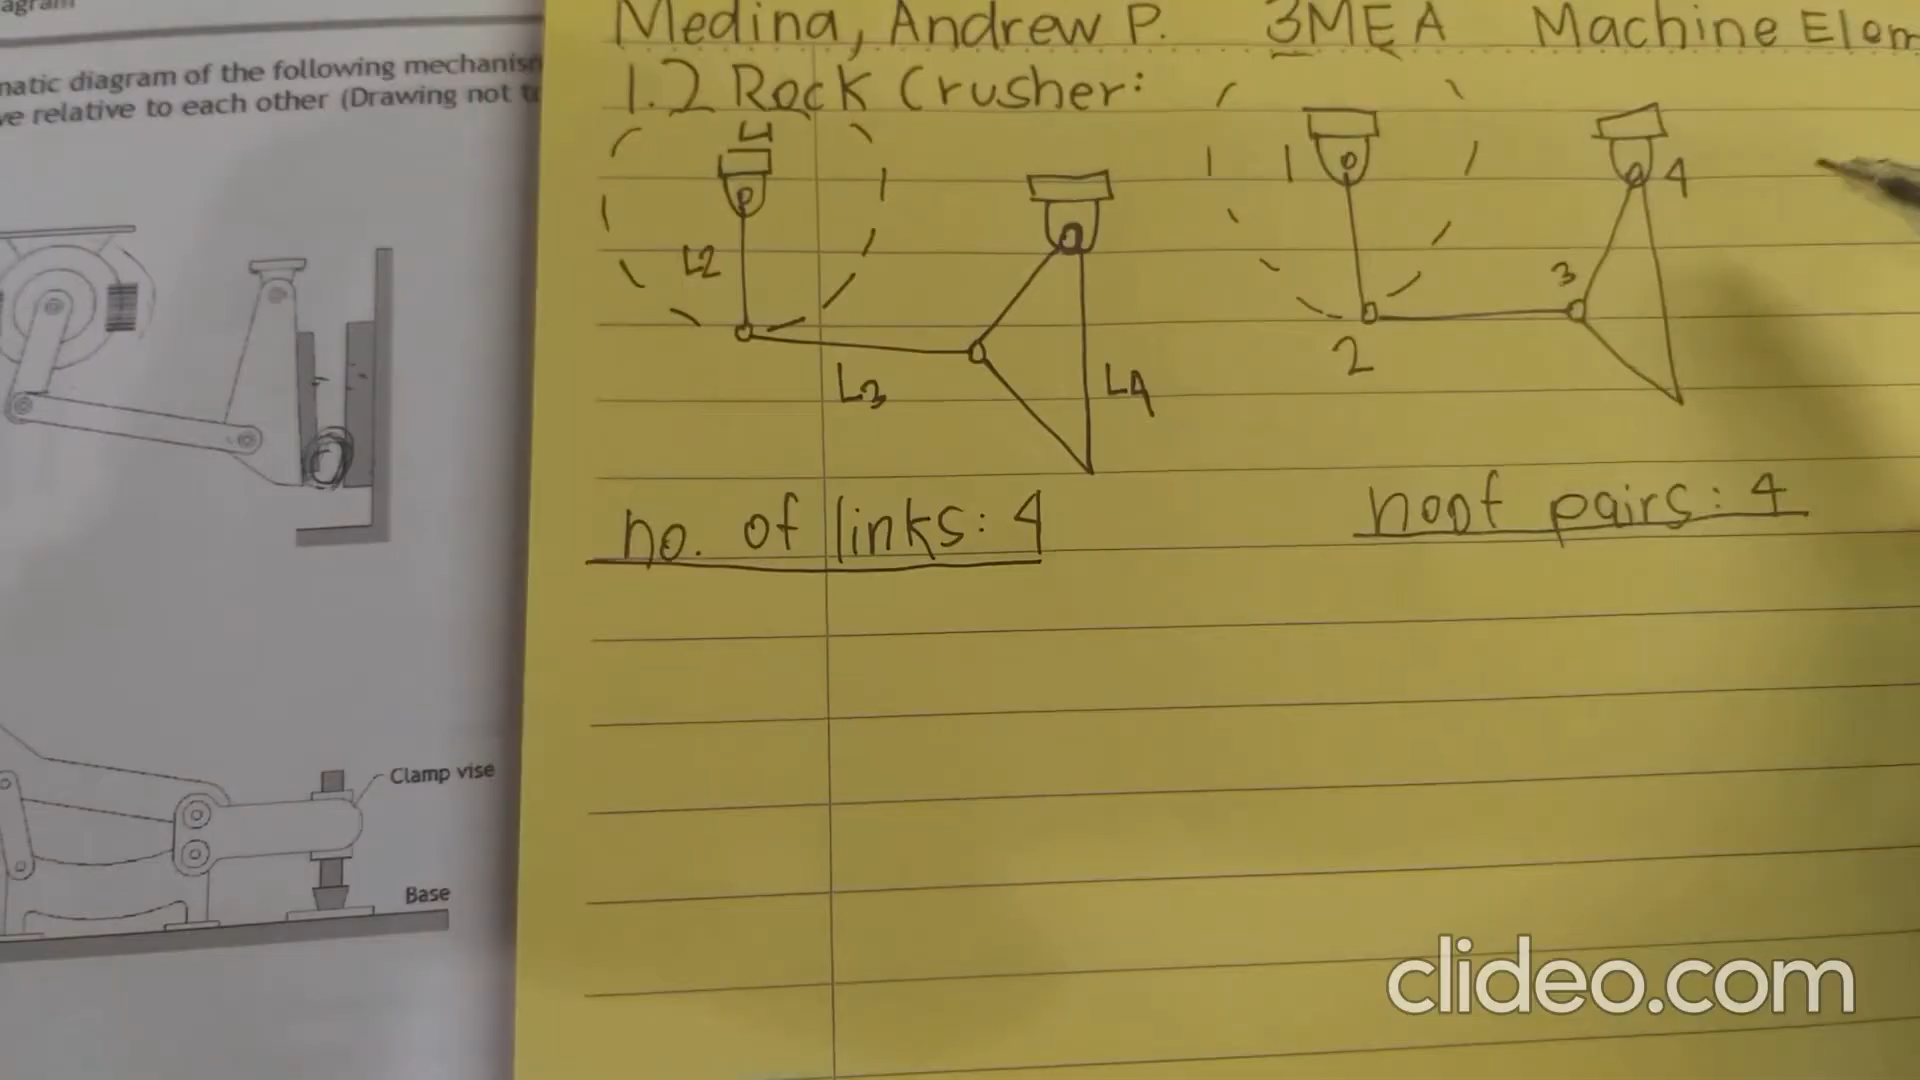 agram
natic diagram of the following mechanism
ve relative to each other (Drawing not to
Clamp vise
Base
Medina, Andrew P. 3MEA Machine Elem
1.2 Rock Crusher:
L1
L2
L3
L4
1
2
3
4
no. of links: 4
no of pairs: 4
clideo.com